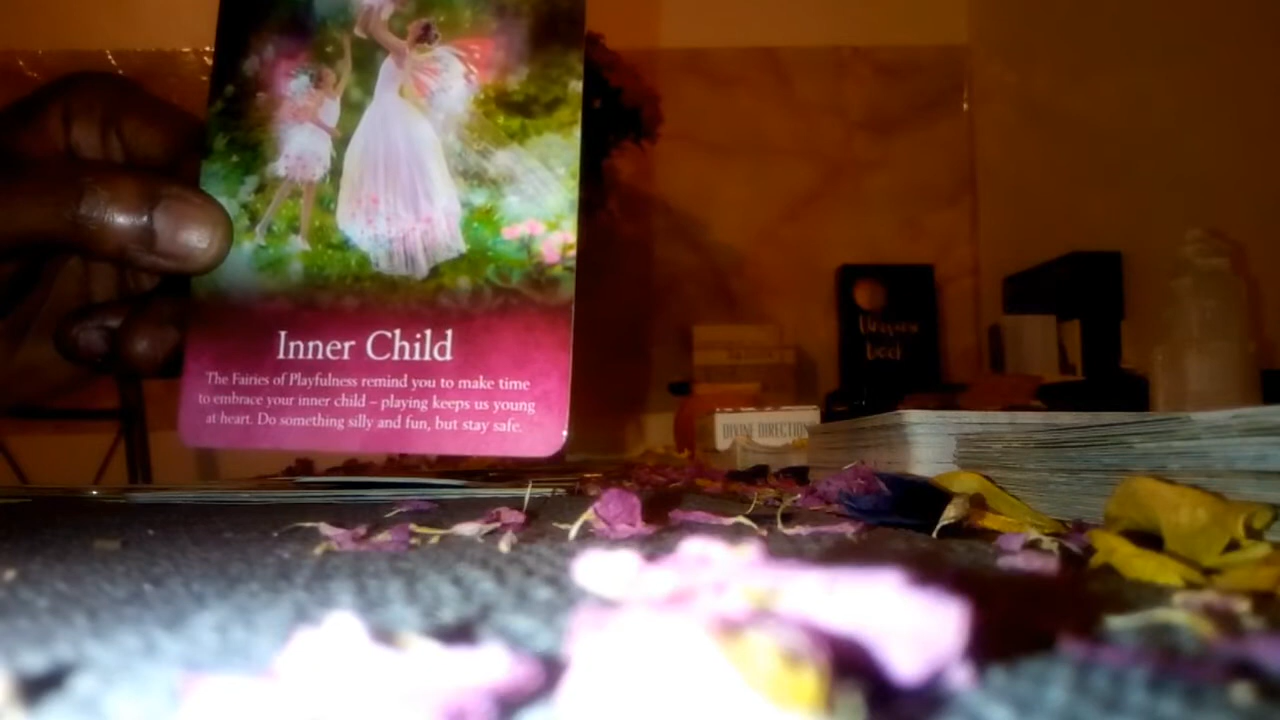 Inner Child
The Fairies of Playfulness remind you to make time
to embrace your inner child – playing keeps us young
at heart. Do something silly and fun, but stay safe.
DIVINE DIRECTION